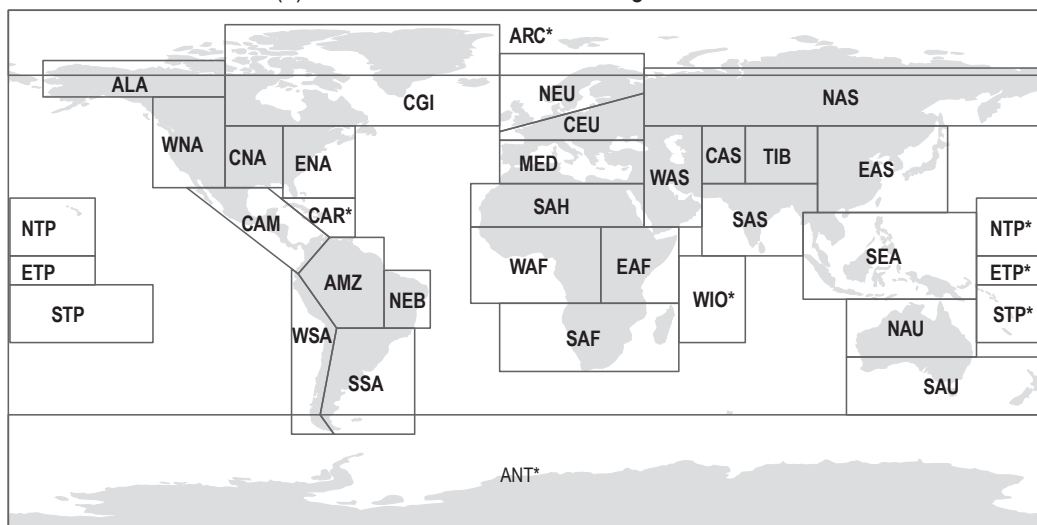 ARC*
ALA
CGI
NEU
NAS
CEU
WNA
CNA
ENA
MED
WAS
CAS
TIB
EAS
CAM
CAR*
SAH
SAS
NTP
NTP*
WAF
EAF
SEA
ETP
ETP*
AMZ
NEB
WIO*
STP
STP*
WSA
SAF
NAU
SSA
SAU
ANT*